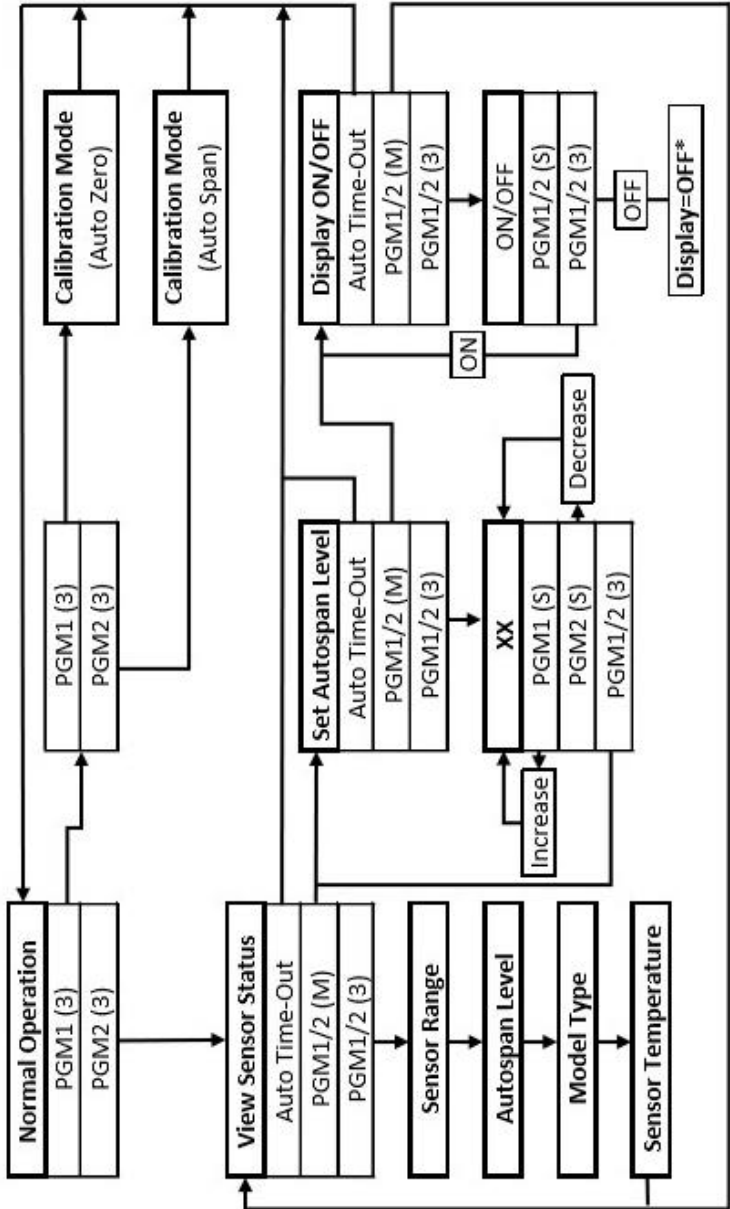 Normal Operation
PGM1 (3)
PGM2 (3)
PGM1 (3)
PGM2 (3)
Calibration Mode
(Auto Zero)
Calibration Mode
(Auto Span)
View Sensor Status
Auto Time-Out
PGM1/2 (M)
PGM1/2 (3)
Sensor Range
Autospan Level
Model Type
Sensor Temperature
Set Autospan Level
Auto Time-Out
PGM1/2 (M)
PGM1/2 (3)
XX
PGM1 (S)
PGM2 (S)
PGM1/2 (3)
Increase
Decrease
Display ON/OFF
Auto Time-Out
PGM1/2 (M)
PGM1/2 (3)
ON/OFF
PGM1/2 (S)
PGM1/2 (3)
ON
OFF
Display=OFF*